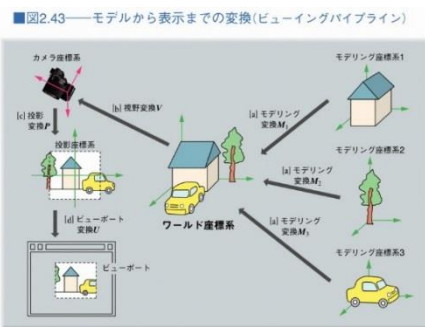 ■図2.43——モデルから表示までの変換(ビューイングパイプライン)
カメラ座標系
モデリング座標系1
[b] 視野変換V
[a] モデリング
変換M1
[c] 投影
変換P
投影座標系
モデリング座標系2
[a] モデリング
変換M2
[d] ビューポート
変換U
ワールド座標系
[a] モデリング
変換M3
ビューポート
モデリング座標系3